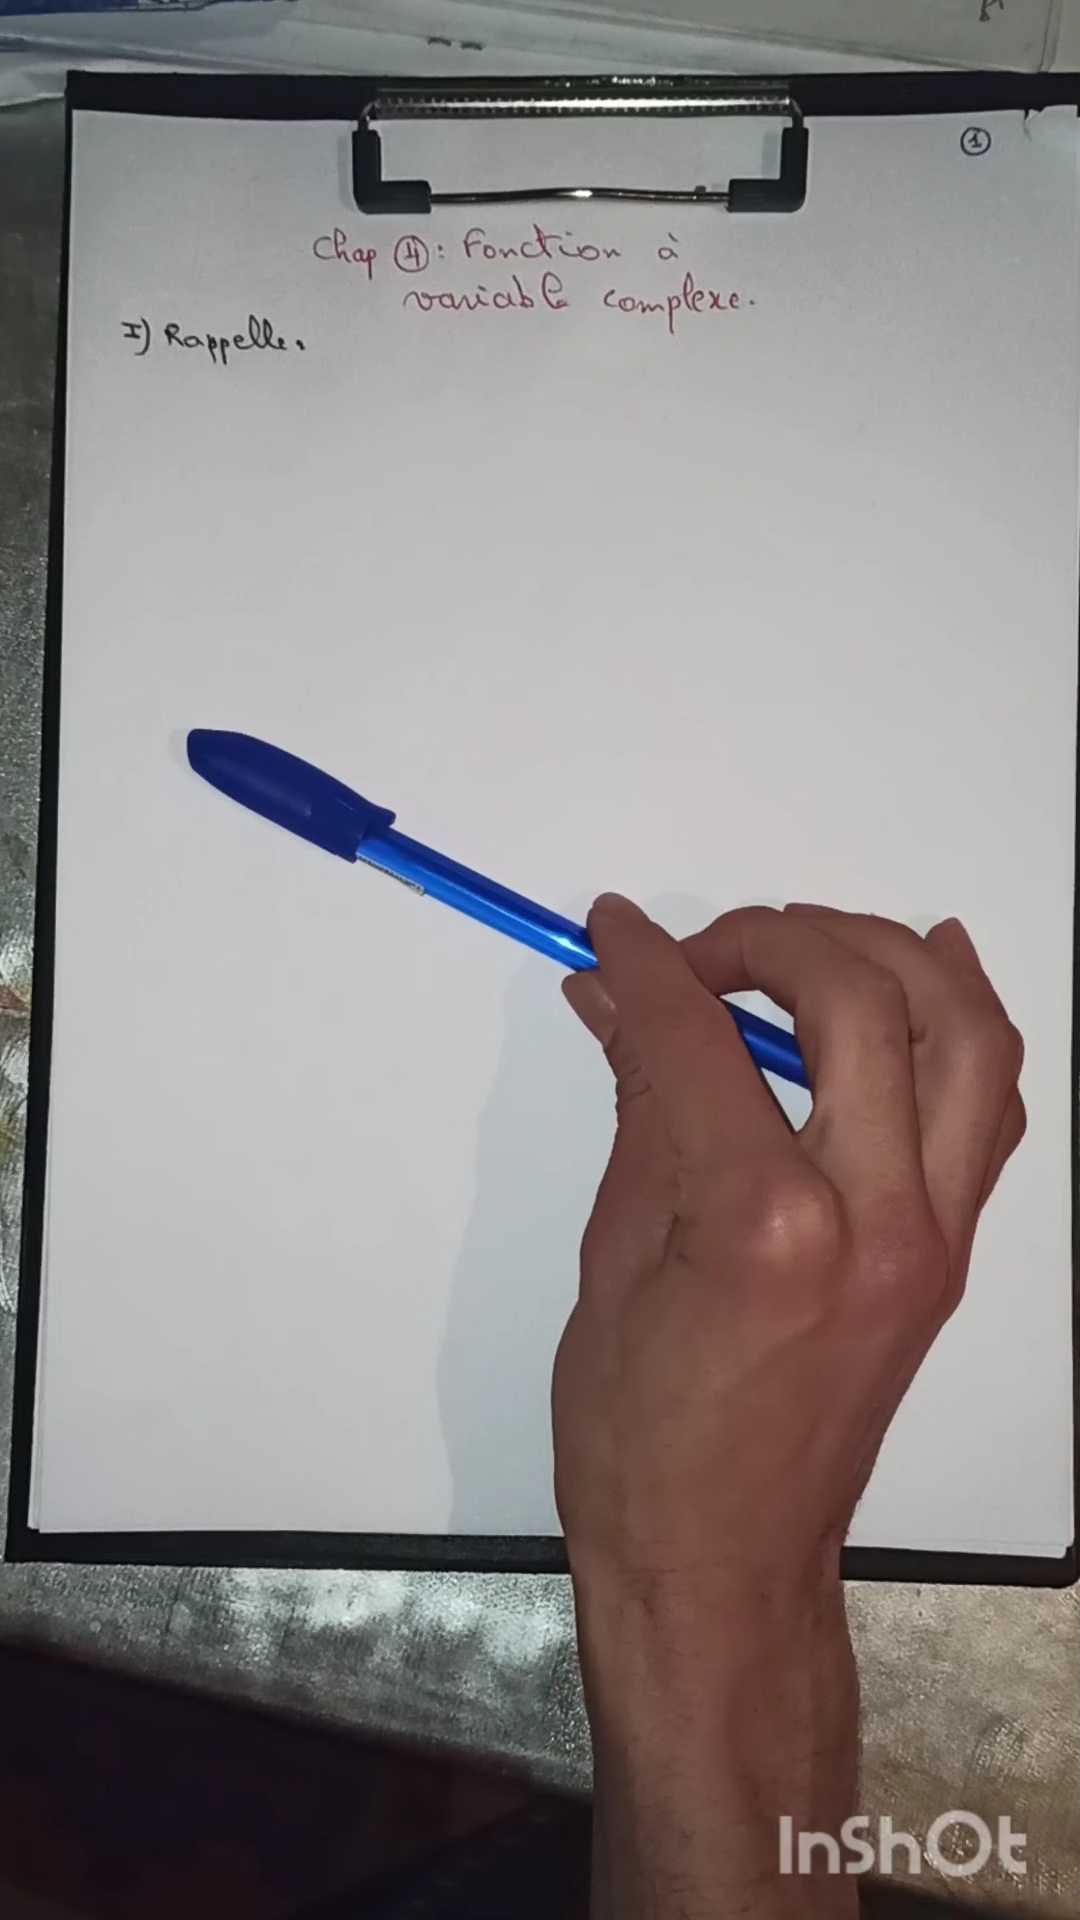 ①
Chap ④: Fonction à
variable complexe.
I) Rappelle.
InShOt